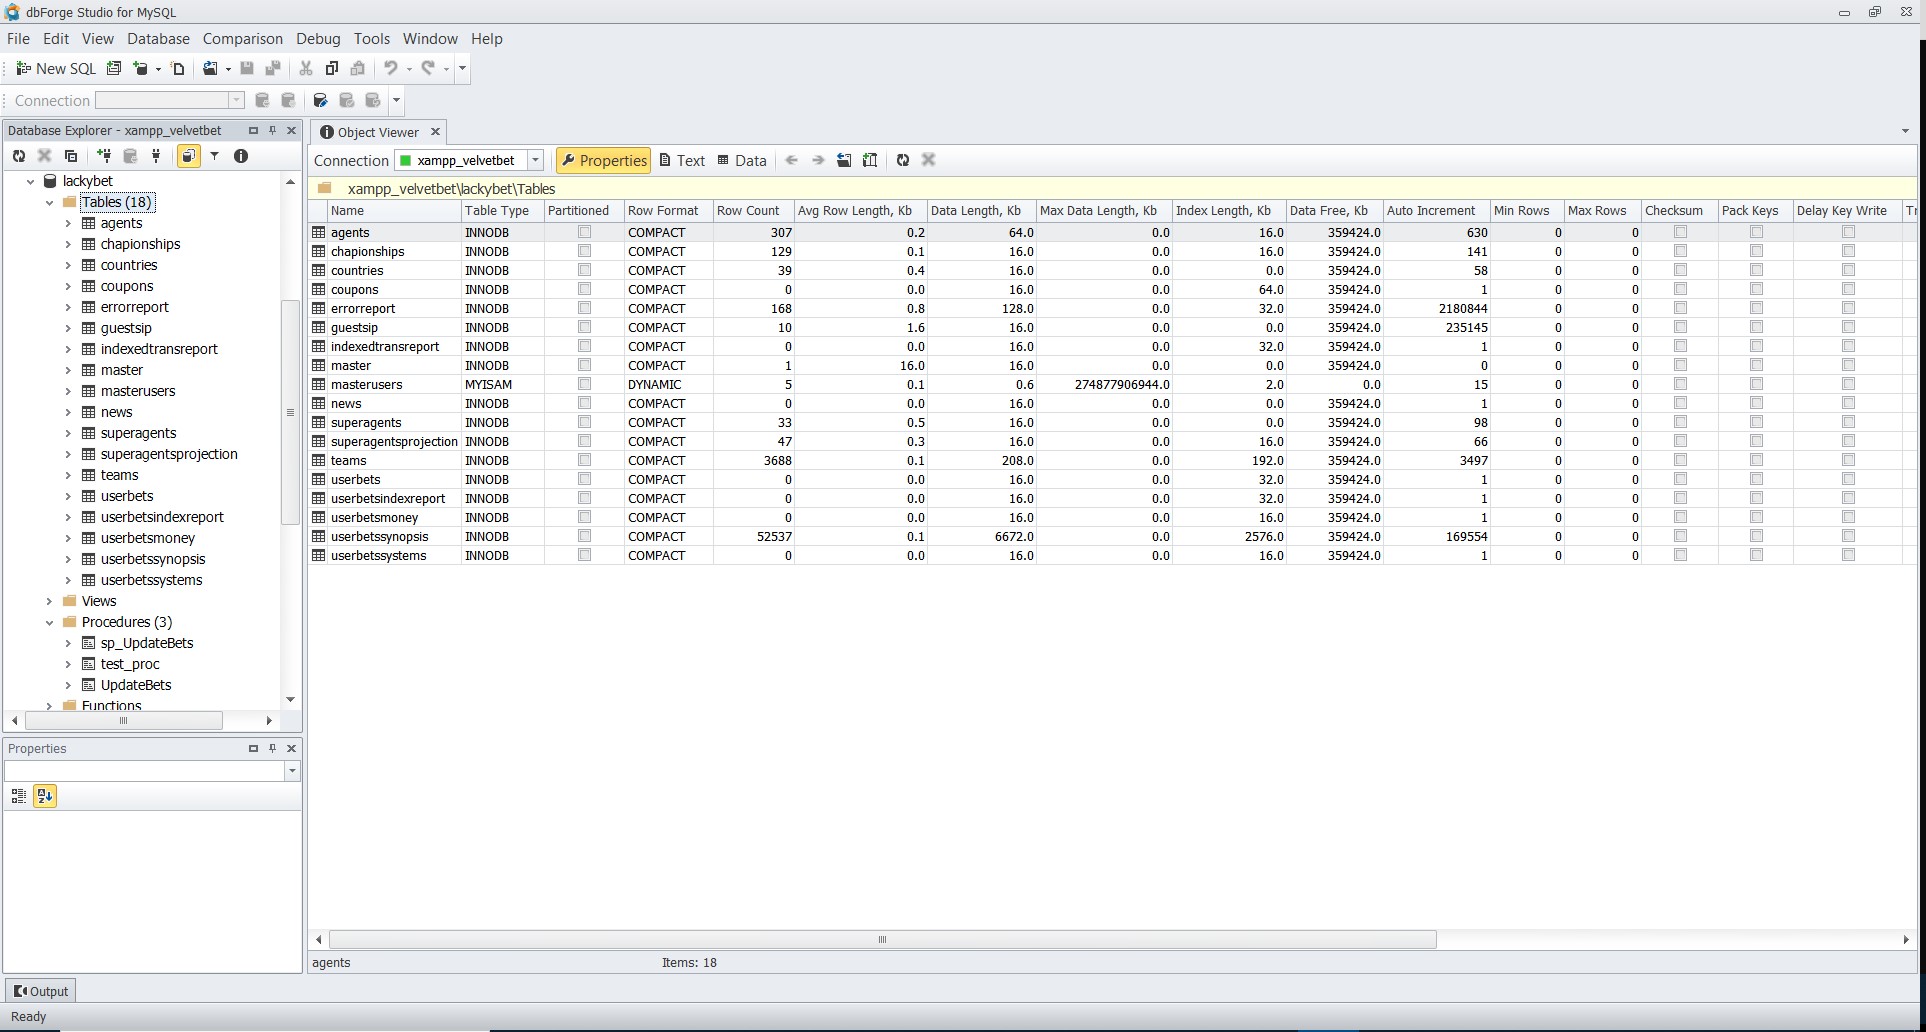 dbForge Studio for MySQL
File Edit View Database Comparison Debug Tools Window Help
New SQL
Connection
Database Explorer - xampp_velvetbet
lackybet
Tables (18)
agents
chapionships
countries
coupons
errorreport
guestsip
indexedtransreport
master
masterusers
news
superagents
superagentsprojection
teams
userbets
userbetsindexreport
userbetsmoney
userbetssynopsis
userbetssystems
Views
Procedures (3)
sp_UpdateBets
test_proc
UpdateBets
Functions
Properties
Object Viewer
Connection xampp_velvetbet Properties Text Data
xampp_velvetbet\lackybet\Tables
Name Table Type Partitioned Row Format Row Count Avg Row Length, Kb Data Length, Kb Max Data Length, Kb Index Length, Kb Data Free, Kb Auto Increment Min Rows Max Rows Checksum Pack Keys Delay Key Write Tr
agents INNODB COMPACT 307 0.2 64.0 0.0 16.0 359424.0 630 0 0
chapionships INNODB COMPACT 129 0.1 16.0 0.0 16.0 359424.0 141 0 0
countries INNODB COMPACT 39 0.4 16.0 0.0 0.0 359424.0 58 0 0
coupons INNODB COMPACT 0 0.0 16.0 0.0 64.0 359424.0 1 0 0
errorreport INNODB COMPACT 168 0.8 128.0 0.0 32.0 359424.0 2180844 0 0
guestsip INNODB COMPACT 10 1.6 16.0 0.0 0.0 359424.0 235145 0 0
indexedtransreport INNODB COMPACT 0 0.0 16.0 0.0 32.0 359424.0 1 0 0
master INNODB COMPACT 1 16.0 16.0 0.0 0.0 359424.0 0 0 0
masterusers MYISAM DYNAMIC 5 0.1 0.6 274877906944.0 2.0 0.0 15 0 0
news INNODB COMPACT 0 0.0 16.0 0.0 0.0 359424.0 1 0 0
superagents INNODB COMPACT 33 0.5 16.0 0.0 0.0 359424.0 98 0 0
superagentsprojection INNODB COMPACT 47 0.3 16.0 0.0 16.0 359424.0 66 0 0
teams INNODB COMPACT 3688 0.1 208.0 0.0 192.0 359424.0 3497 0 0
userbets INNODB COMPACT 0 0.0 16.0 0.0 32.0 359424.0 1 0 0
userbetsindexreport INNODB COMPACT 0 0.0 16.0 0.0 32.0 359424.0 1 0 0
userbetsmoney INNODB COMPACT 0 0.0 16.0 0.0 16.0 359424.0 1 0 0
userbetssynopsis INNODB COMPACT 52537 0.1 6672.0 0.0 2576.0 359424.0 169554 0 0
userbetssystems INNODB COMPACT 0 0.0 16.0 0.0 16.0 359424.0 1 0 0
agents Items: 18
Output
Ready